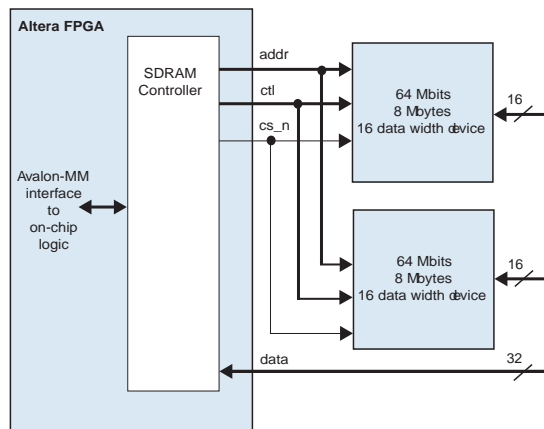 Altera FPGA
SDRAM
Controller
addr
ctl
cs_n
64 Mbits
8 Mbytes
16 data width device
16
Avalon-MM
interface
to
on-chip
logic
64 Mbits
8 Mbytes
16 data width device
16
data
32